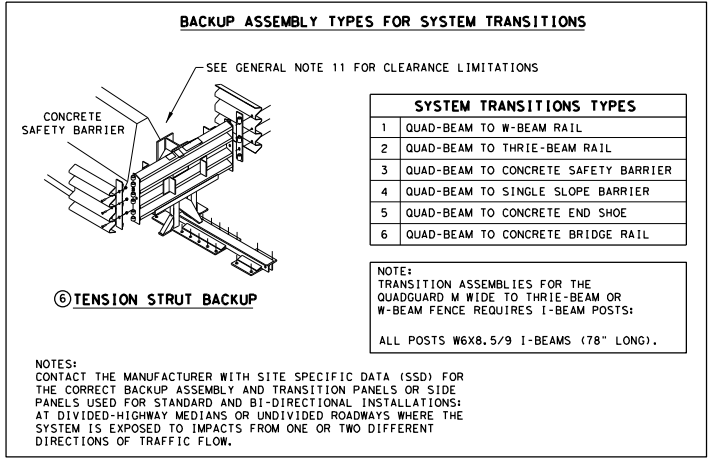 BACKUP ASSEMBLY TYPES FOR SYSTEM TRANSITIONS
SEE GENERAL NOTE 11 FOR CLEARANCE LIMITATIONS
CONCRETE
SAFETY BARRIER
6 TENSION STRUT BACKUP
SYSTEM TRANSITIONS TYPES
1 QUAD-BEAM TO W-BEAM RAIL
2 QUAD-BEAM TO THRIE-BEAM RAIL
3 QUAD-BEAM TO CONCRETE SAFETY BARRIER
4 QUAD-BEAM TO SINGLE SLOPE BARRIER
5 QUAD-BEAM TO CONCRETE END SHOE
6 QUAD-BEAM TO CONCRETE BRIDGE RAIL
NOTE:
TRANSITION ASSEMBLIES FOR THE
QUADGUARD M WIDE TO THRIE-BEAM OR
W-BEAM FENCE REQUIRES I-BEAM POSTS:
ALL POSTS W6X8.5/9 I-BEAMS (78" LONG).
NOTES:
CONTACT THE MANUFACTURER WITH SITE SPECIFIC DATA (SSD) FOR
THE CORRECT BACKUP ASSEMBLY AND TRANSITION PANELS OR SIDE
PANELS USED FOR STANDARD AND BI-DIRECTIONAL INSTALLATIONS:
AT DIVIDED-HIGHWAY MEDIANS OR UNDIVIDED ROADWAYS WHERE THE
SYSTEM IS EXPOSED TO IMPACTS FROM ONE OR TWO DIFFERENT
DIRECTIONS OF TRAFFIC FLOW.